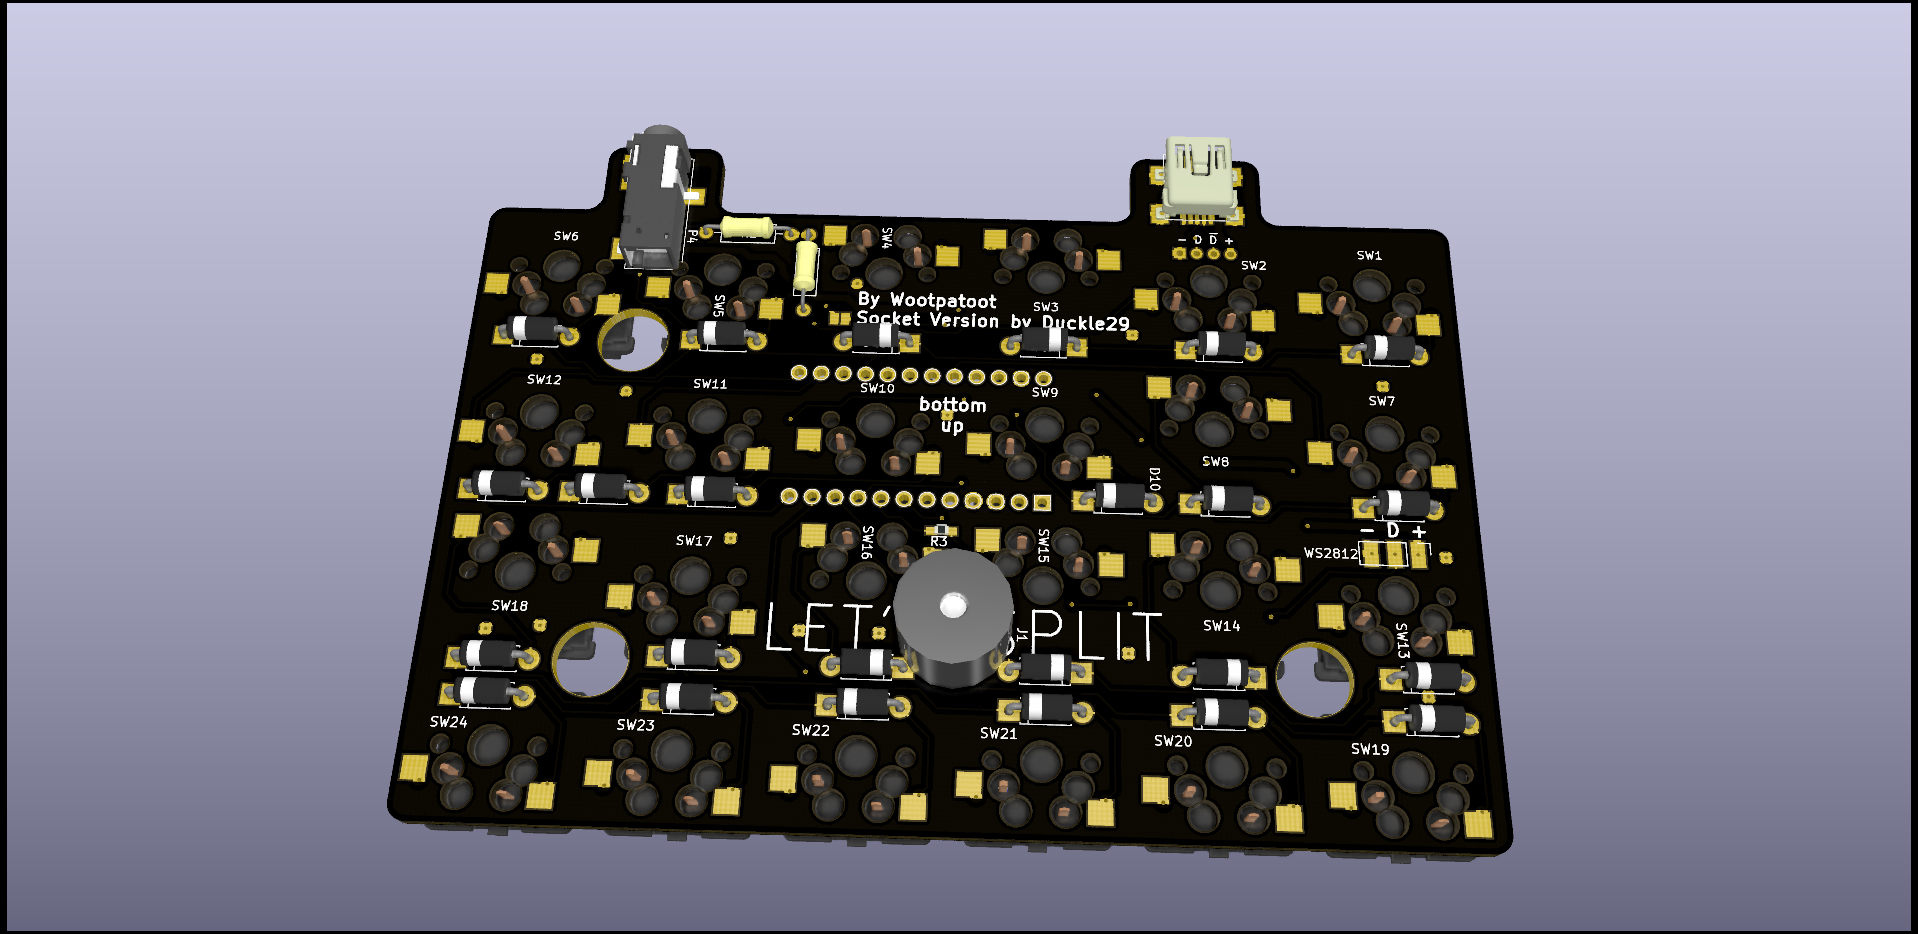 SW6
P4
SW4
- D D +
SW2
SW1
SW5
By Wootpatoot
Socket Version by Duckle29
SW3
SW12
SW11
SW10
SW9
SW7
bottom
up
SW8
D10
SW17
SW16
R3
SW15
- D +
WS2812
SW18
LET'
SPLIT
J1
SW14
SW13
SW24
SW23
SW22
SW21
SW20
SW19